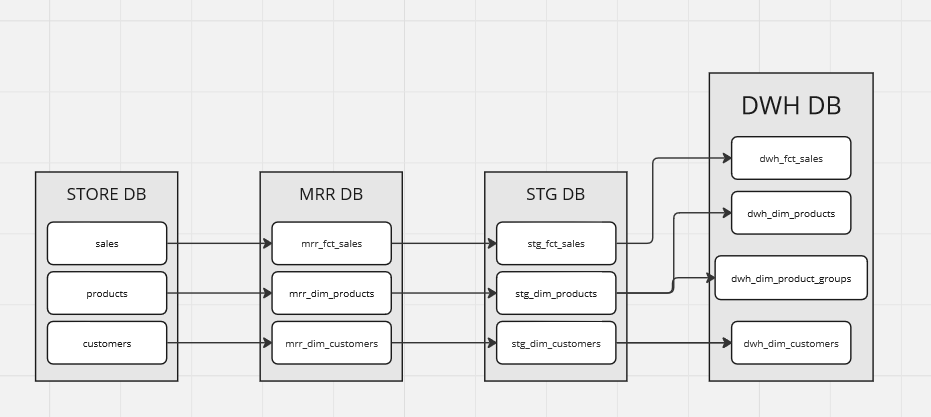 STORE DB
sales
products
customers
MRR DB
mrr_fct_sales
mrr_dim_products
mrr_dim_customers
STG DB
stg_fct_sales
stg_dim_products
stg_dim_customers
DWH DB
dwh_fct_sales
dwh_dim_products
dwh_dim_product_groups
dwh_dim_customers